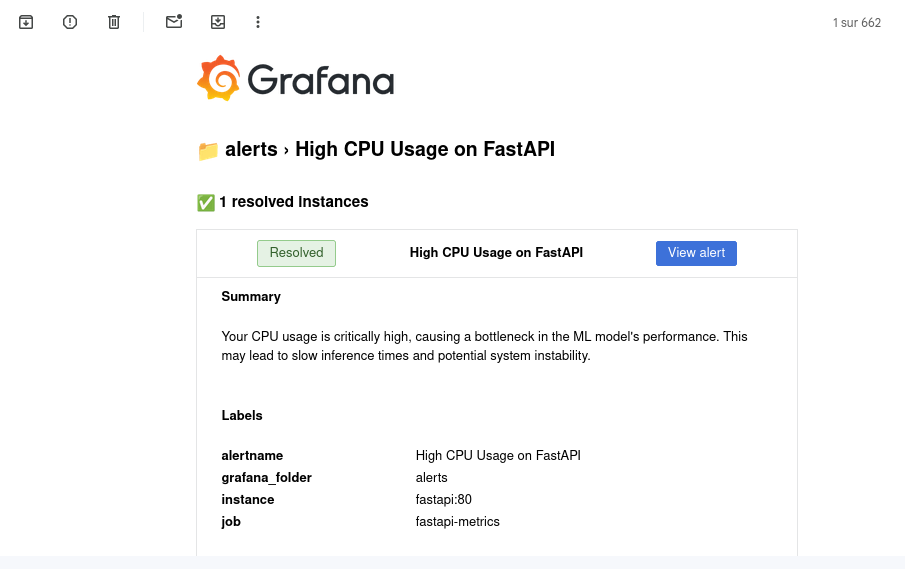 1 sur 662
Grafana
alerts › High CPU Usage on FastAPI
1 resolved instances
Resolved
High CPU Usage on FastAPI
View alert
Summary
Your CPU usage is critically high, causing a bottleneck in the ML model's performance. This
may lead to slow inference times and potential system instability.
Labels
alertname High CPU Usage on FastAPI
grafana_folder alerts
instance fastapi:80
job fastapi-metrics